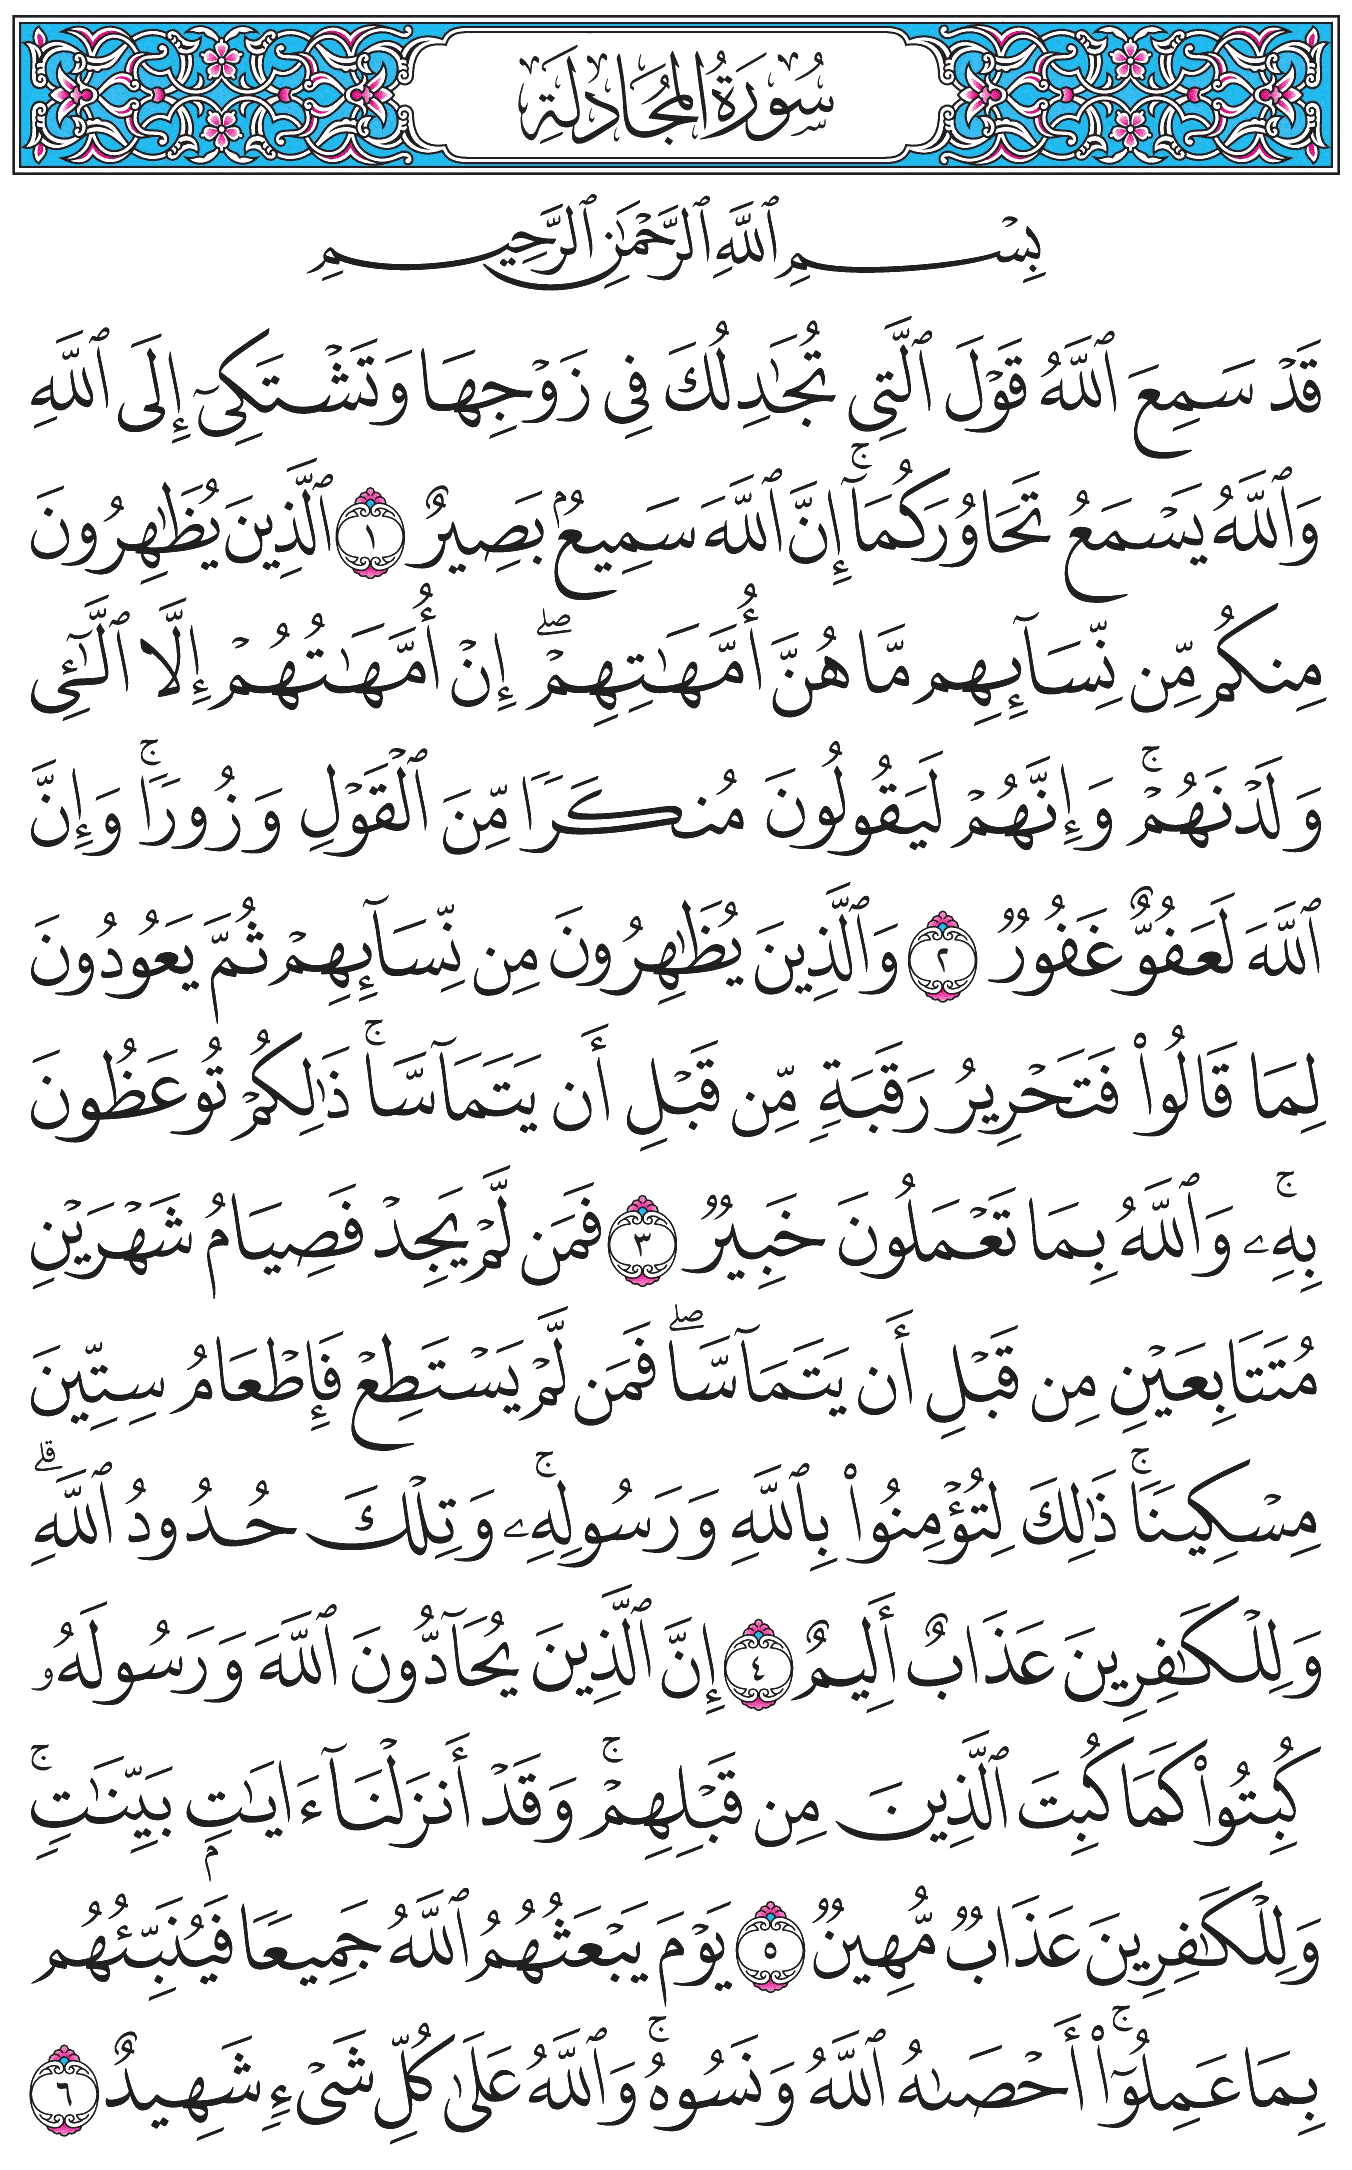 سُورَةُ المُجَادلَةِ
بِسۡمِ ٱللَّهِ ٱلرَّحۡمَٰنِ ٱلرَّحِيمِ
قَدۡ سَمِعَ ٱللَّهُ قَوۡلَ ٱلَّتِي تُجَٰدِلُكَ فِي زَوۡجِهَا وَتَشۡتَكِيٓ إِلَى ٱللَّهِ
وَٱللَّهُ يَسۡمَعُ تَحَاوُرَكُمَآۚ إِنَّ ٱللَّهَ سَمِيعُۢ بَصِيرٌ ١ ٱلَّذِينَ يُظَٰهِرُونَ
مِنكُم مِّن نِّسَآئِهِم مَّا هُنَّ أُمَّهَٰتِهِمۡۖ إِنۡ أُمَّهَٰتُهُمۡ إِلَّا ٱلَّٰٓـِٔي
وَلَدۡنَهُمۡۚ وَإِنَّهُمۡ لَيَقُولُونَ مُنكَرٗا مِّنَ ٱلۡقَوۡلِ وَزُورٗاۚ وَإِنَّ
ٱللَّهَ لَعَفُوٌّ غَفُورٞ ٢ وَٱلَّذِينَ يُظَٰهِرُونَ مِن نِّسَآئِهِمۡ ثُمَّ يَعُودُونَ
لِمَا قَالُواْ فَتَحۡرِيرُ رَقَبَةٖ مِّن قَبۡلِ أَن يَتَمَآسَّاۚ ذَٰلِكُمۡ تُوعَظُونَ
بِهِۦۚ وَٱللَّهُ بِمَا تَعۡمَلُونَ خَبِيرٞ ٣ فَمَن لَّمۡ يَجِدۡ فَصِيَامُ شَهۡرَيۡنِ
مُتَتَابِعَيۡنِ مِن قَبۡلِ أَن يَتَمَآسَّاۖ فَمَن لَّمۡ يَسۡتَطِعۡ فَإِطۡعَامُ سِتِّينَ
مِسۡكِينٗاۚ ذَٰلِكَ لِتُؤۡمِنُواْ بِٱللَّهِ وَرَسُولِهِۦۚ وَتِلۡكَ حُدُودُ ٱللَّهِۗ
وَلِلۡكَٰفِرِينَ عَذَابٌ أَلِيمٌ ٤ إِنَّ ٱلَّذِينَ يُحَآدُّونَ ٱللَّهَ وَرَسُولَهُۥ
كُبِتُواْ كَمَا كُبِتَ ٱلَّذِينَ مِن قَبۡلِهِمۡۚ وَقَدۡ أَنزَلۡنَآ ءَايَٰتِۭ بَيِّنَٰتٖۚ
وَلِلۡكَٰفِرِينَ عَذَابٞ مُّهِينٞ ٥ يَوۡمَ يَبۡعَثُهُمُ ٱللَّهُ جَمِيعٗا فَيُنَبِّئُهُم
بِمَا عَمِلُوٓاْۚ أَحۡصَىٰهُ ٱللَّهُ وَنَسُوهُۚ وَٱللَّهُ عَلَىٰ كُلِّ شَيۡءٖ شَهِيدٌ ٦